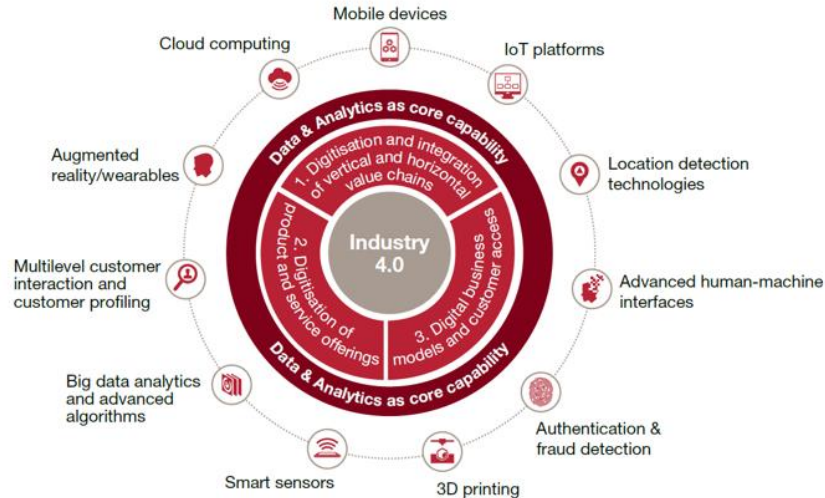 Mobile devices
Cloud computing
IoT platforms
Augmented
reality/wearables
Location detection
technologies
Multilevel customer
interaction and
customer profiling
Advanced human-machine
interfaces
Big data analytics
and advanced
algorithms
Authentication &
fraud detection
Smart sensors
3D printing
Data & Analytics as core capability
1. Digitisation and integration
of vertical and horizontal
value chains
2. Digitisation of
product and service offerings
3. Digital business
models and customer access
Industry
4.0
Data & Analytics as core capability